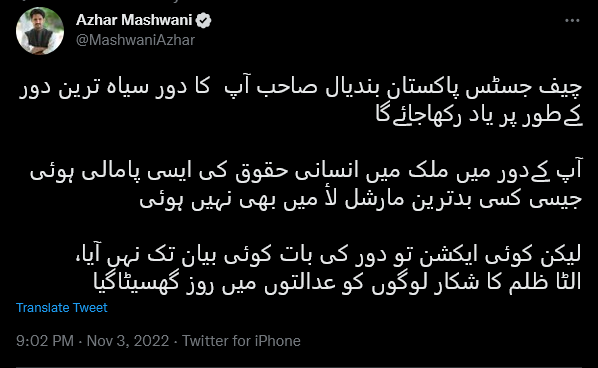 Azhar Mashwani
@MashwaniAzhar
چیف جسٹس پاکستان بندیال صاحب آپ کا دور سیاہ ترین دور
کےطور پر یاد رکھاجائےگا
آپ کےدور میں ملک میں انسانی حقوق کی ایسی پامالی ہوئی
جیسی کسی بدترین مارشل لأ میں بھی نہیں ہوئی
لیکن کوئی ایکشن تو دور کی بات کوئی بیان تک نہں آیا،
الٹا ظلم کا شکار لوگوں کو عدالتوں میں روز گھسیٹاگیا
Translate Tweet
9:02 PM · Nov 3, 2022 · Twitter for iPhone